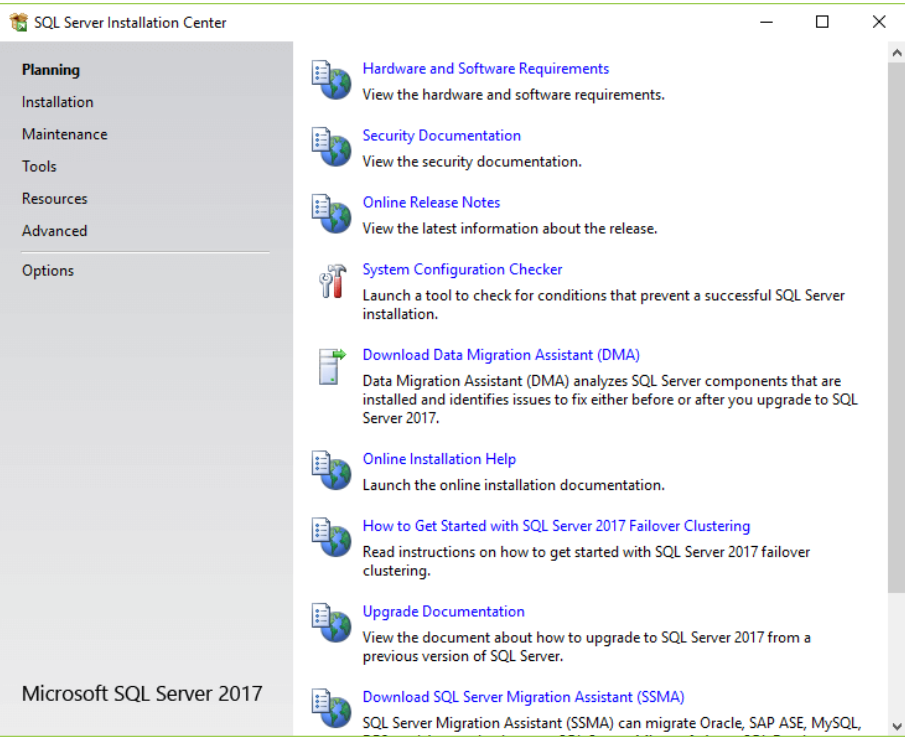 SQL Server Installation Center
Planning
Installation
Maintenance
Tools
Resources
Advanced
Options
Microsoft SQL Server 2017
Hardware and Software Requirements
View the hardware and software requirements.
Security Documentation
View the security documentation.
Online Release Notes
View the latest information about the release.
System Configuration Checker
Launch a tool to check for conditions that prevent a successful SQL Server
installation.
Download Data Migration Assistant (DMA)
Data Migration Assistant (DMA) analyzes SQL Server components that are
installed and identifies issues to fix either before or after you upgrade to SQL
Server 2017.
Online Installation Help
Launch the online installation documentation.
How to Get Started with SQL Server 2017 Failover Clustering
Read instructions on how to get started with SQL Server 2017 failover
clustering.
Upgrade Documentation
View the document about how to upgrade to SQL Server 2017 from a
previous version of SQL Server.
Download SQL Server Migration Assistant (SSMA)
SQL Server Migration Assistant (SSMA) can migrate Oracle, SAP ASE, MySQL,